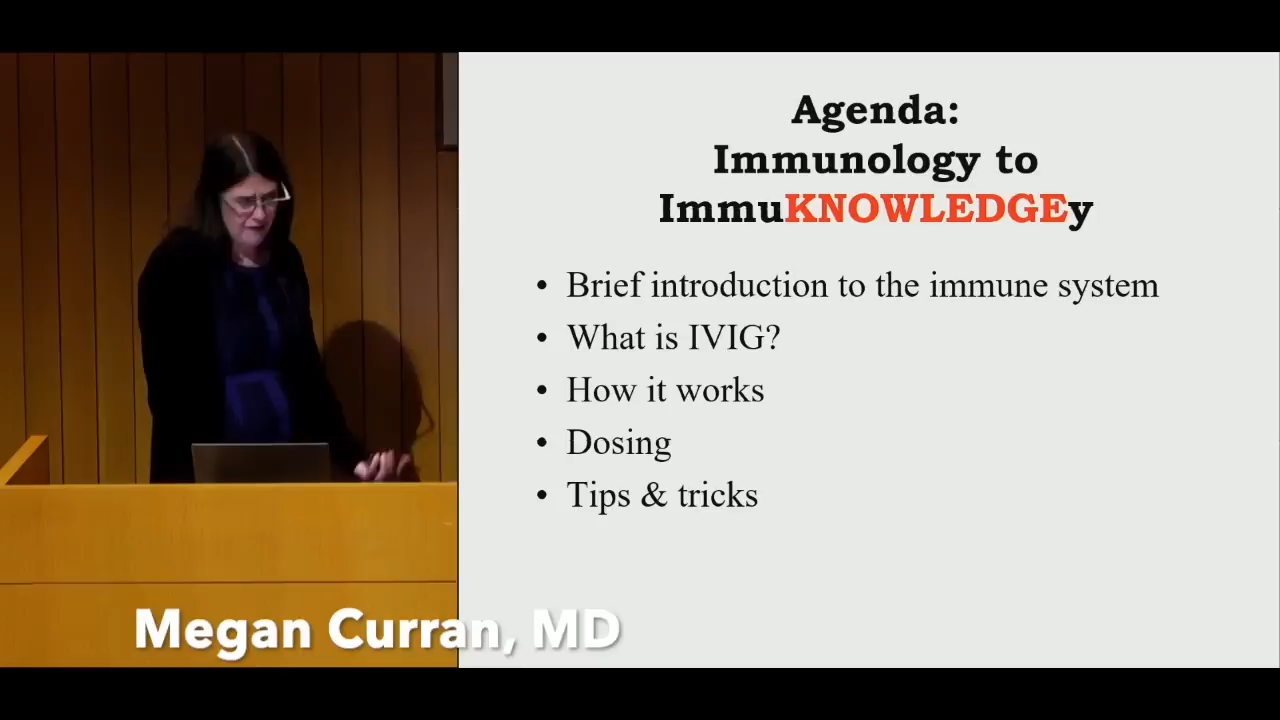 Agenda:
Immunology to
ImmuKNOWLEDGEy
• Brief introduction to the immune system
• What is IVIG?
• How it works
• Dosing
• Tips & tricks
Megan Curran, MD